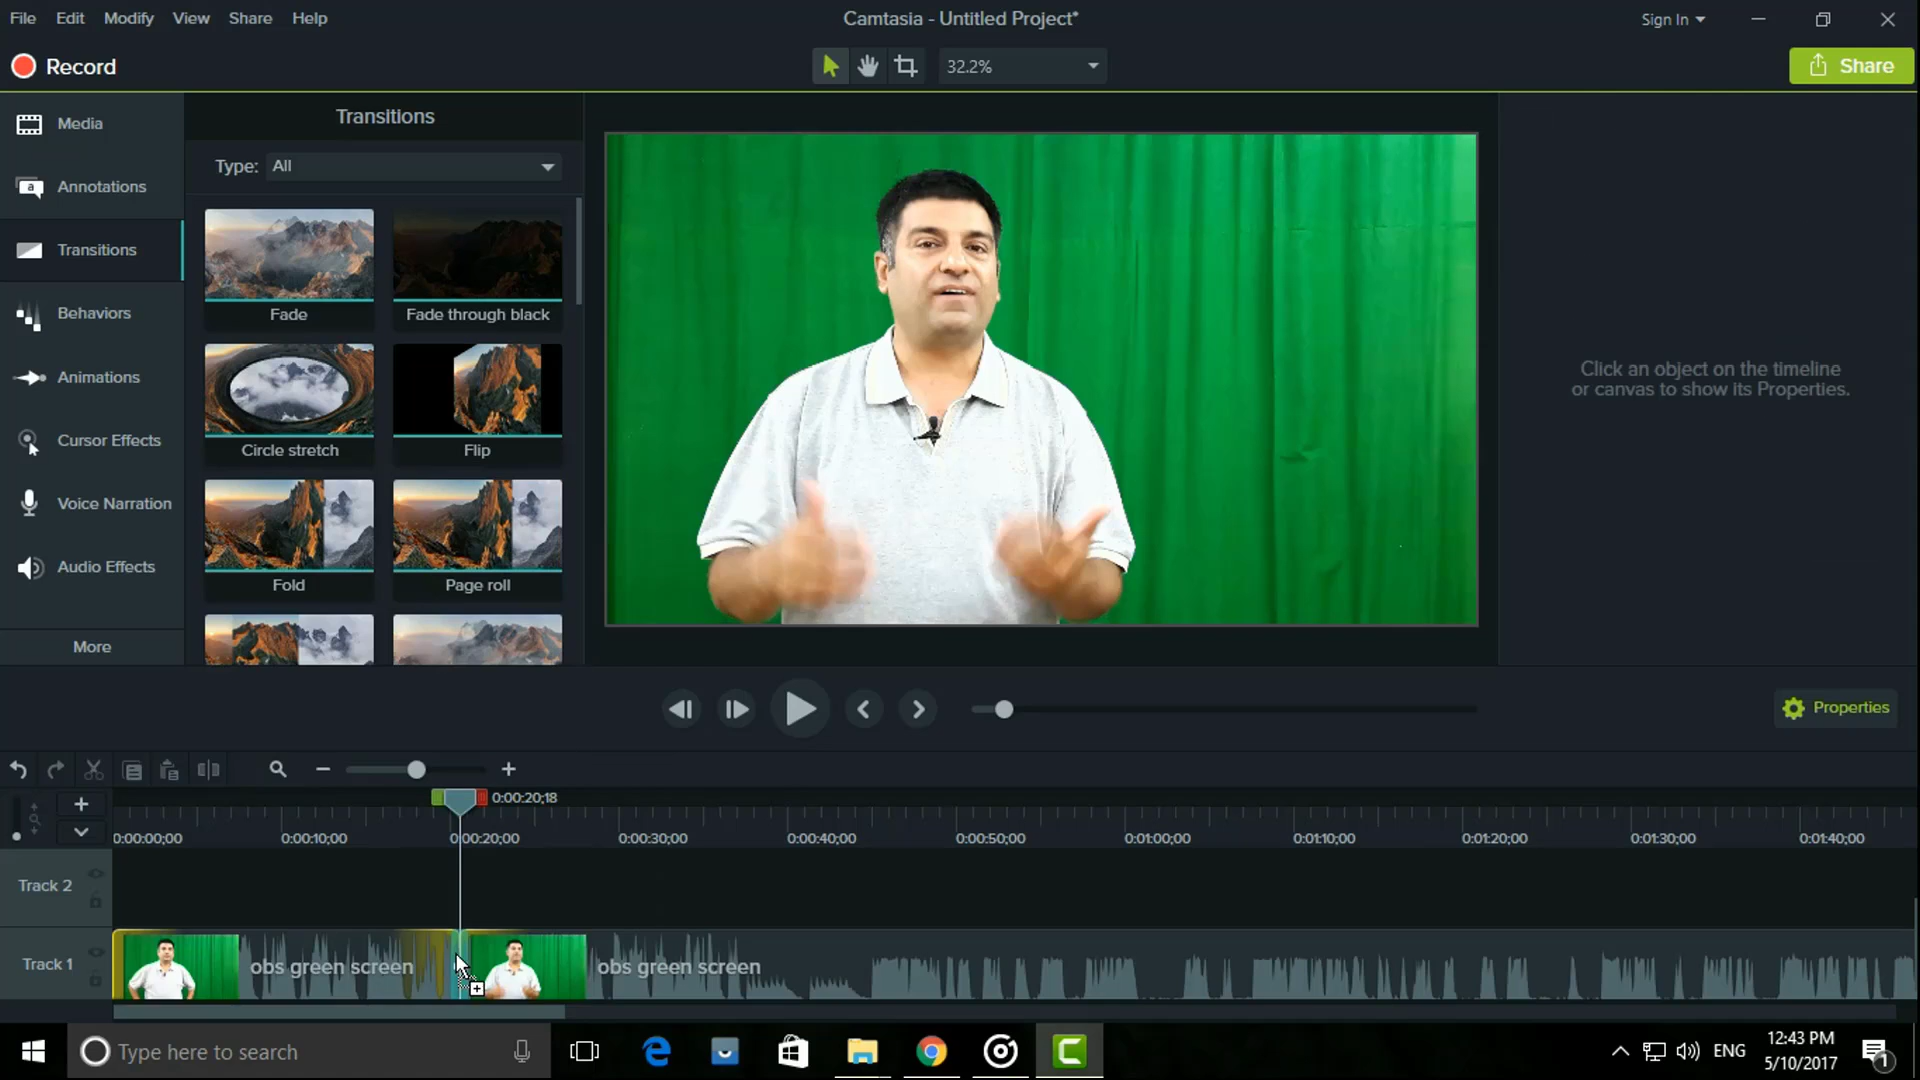 File Edit Modify View Share Help
Camtasia - Untitled Project*
Sign In
Record
32.2%
Share
Media
Annotations
Transitions
Behaviors
Animations
Cursor Effects
Voice Narration
Audio Effects
More
Transitions
Type: All
Fade
Fade through black
Circle stretch
Flip
Fold
Page roll
Click an object on the timeline
or canvas to show its Properties.
Properties
0:00:20;18
0:00:00;00 0:00:10;00 0:00:20;00 0:00:30;00 0:00:40;00 0:00:50;00 0:01:00;00 0:01:10;00 0:01:20;00 0:01:30;00 0:01:40;00
Track 2
Track 1
obs green screen
obs green screen
Type here to search
ENG
12:43 PM
5/10/2017
1